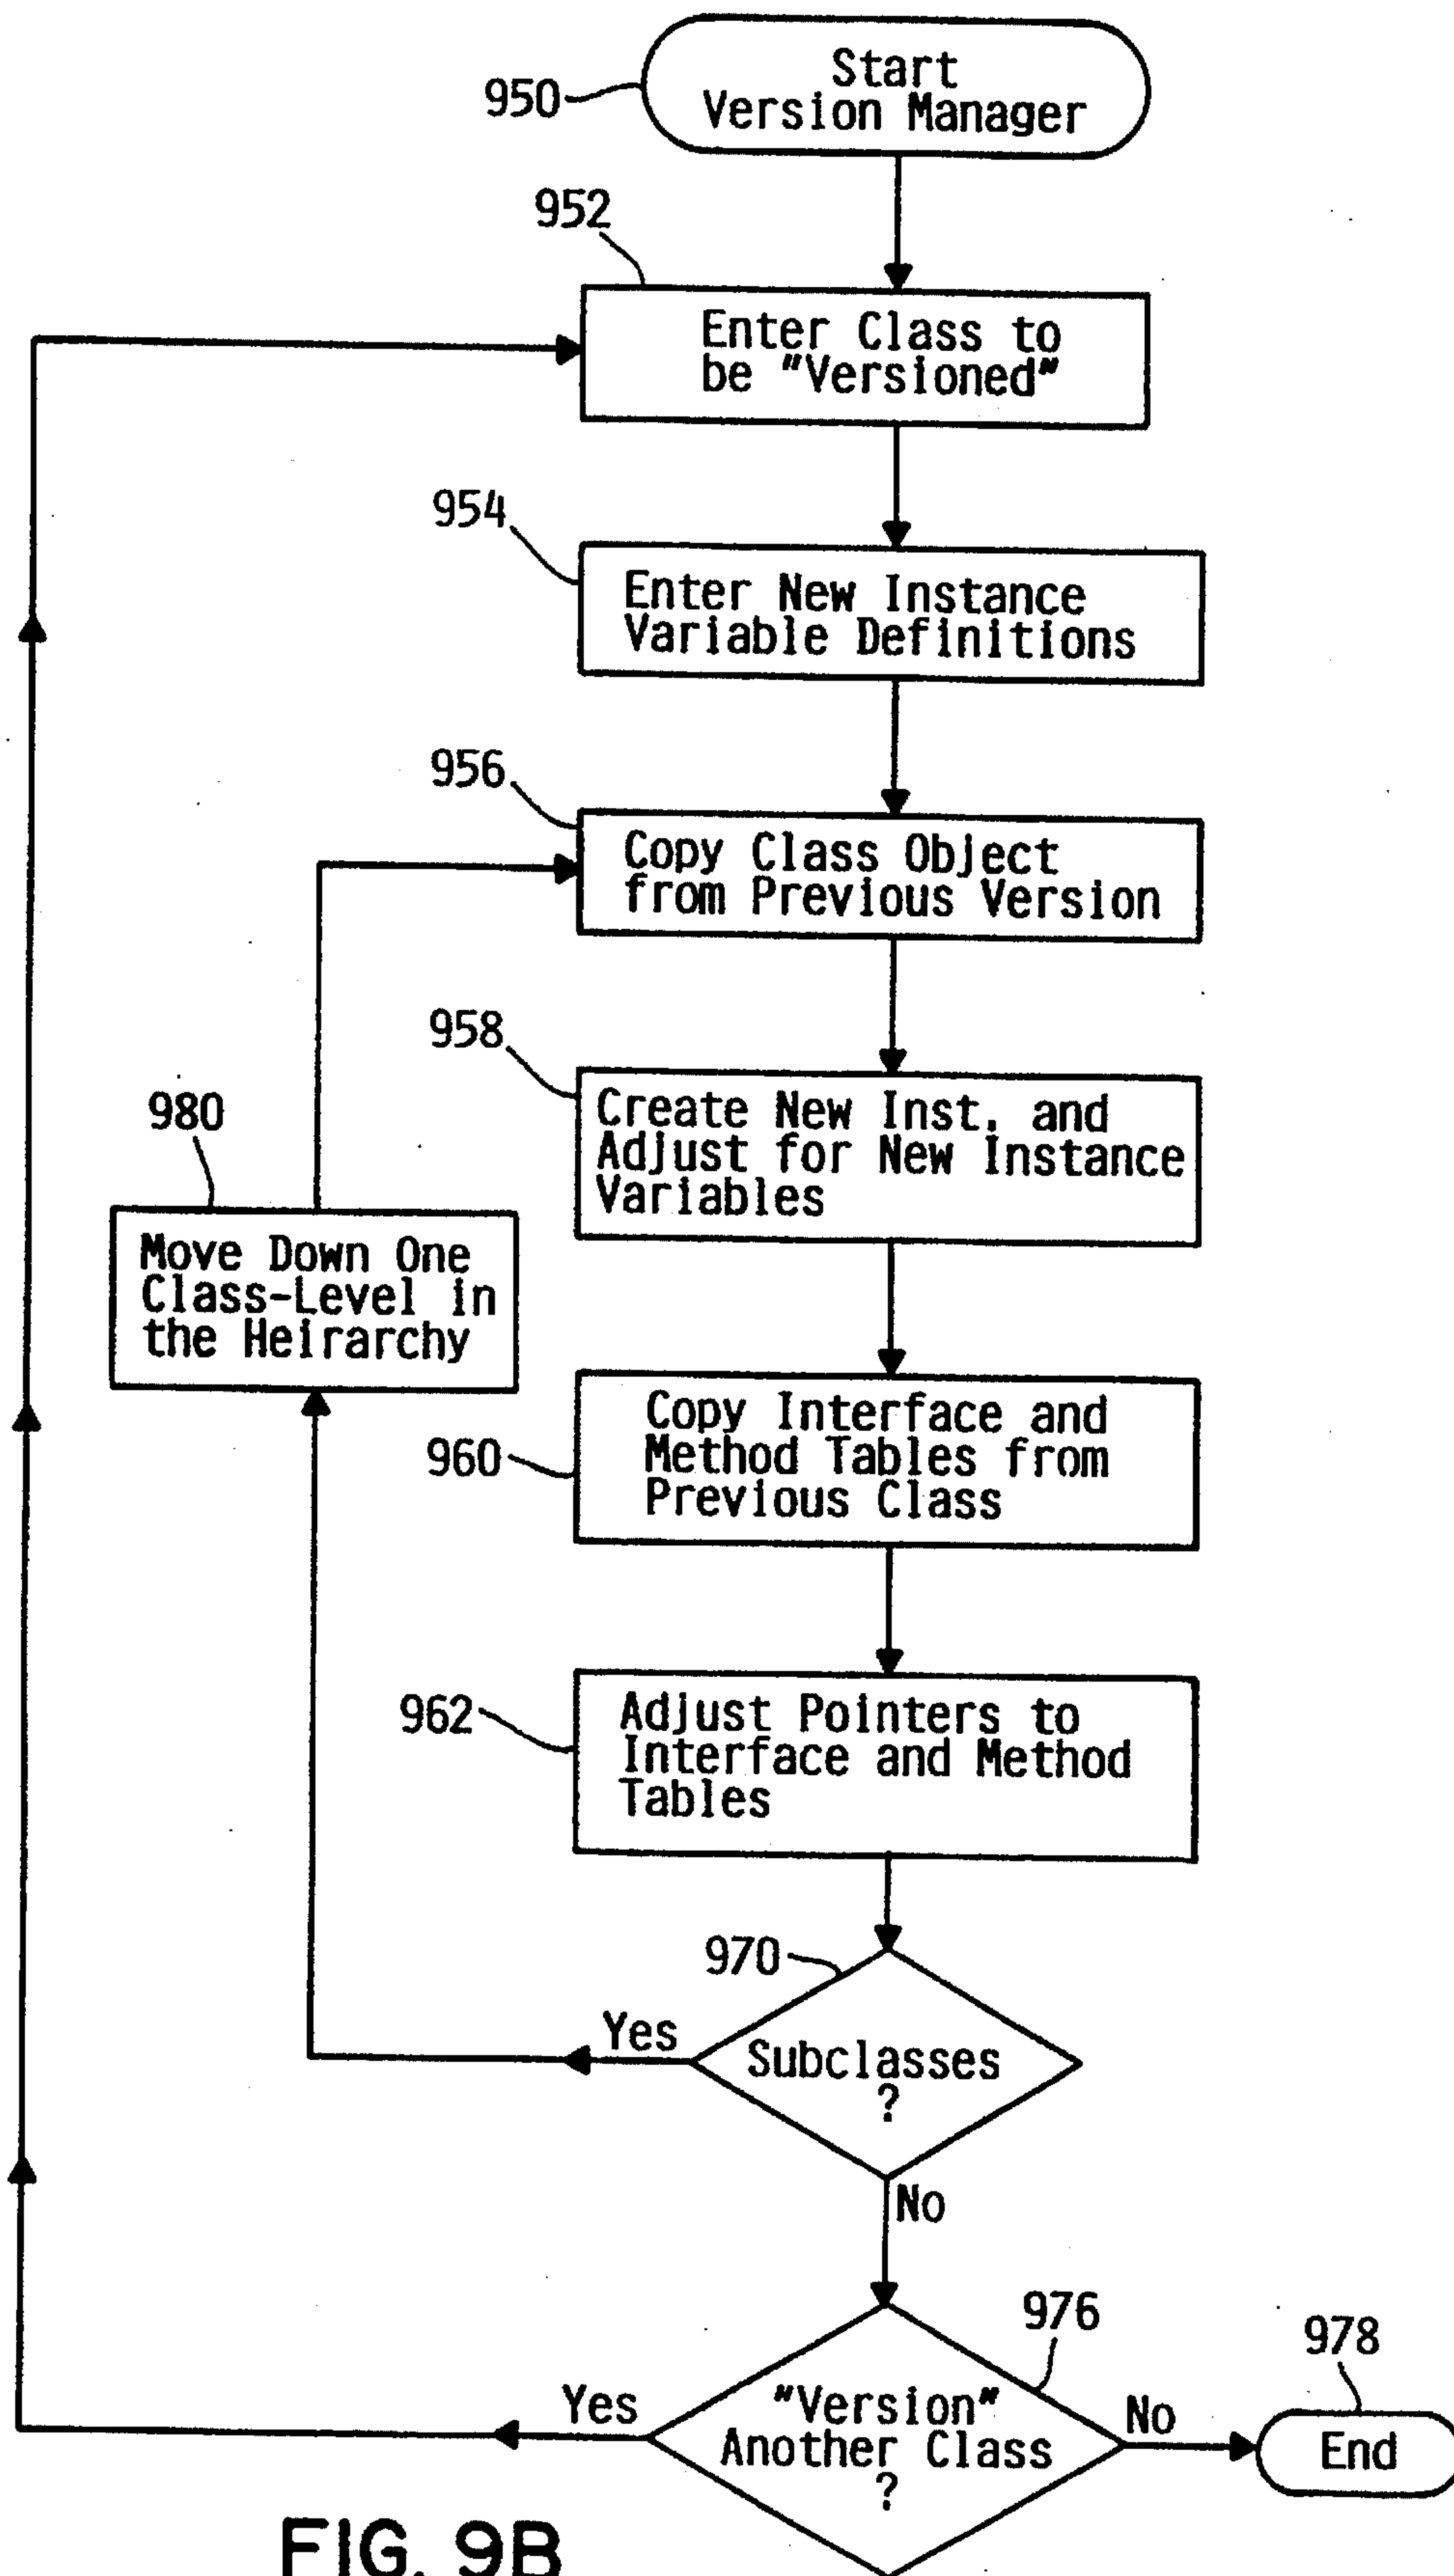 950
Start
Version Manager
952
Enter Class to
be "Versioned"
954
Enter New Instance
Variable Definitions
956
Copy Class Object
from Previous Version
958
Create New Inst. and
Adjust for New Instance
Variables
980
Move Down One
Class-Level in
the Heirarchy
960
Copy Interface and
Method Tables from
Previous Class
962
Adjust Pointers to
Interface and Method
Tables
970
Yes
Subclasses
?
No
976
978
Yes
"Version"
Another Class
?
No
End
FIG. 9B